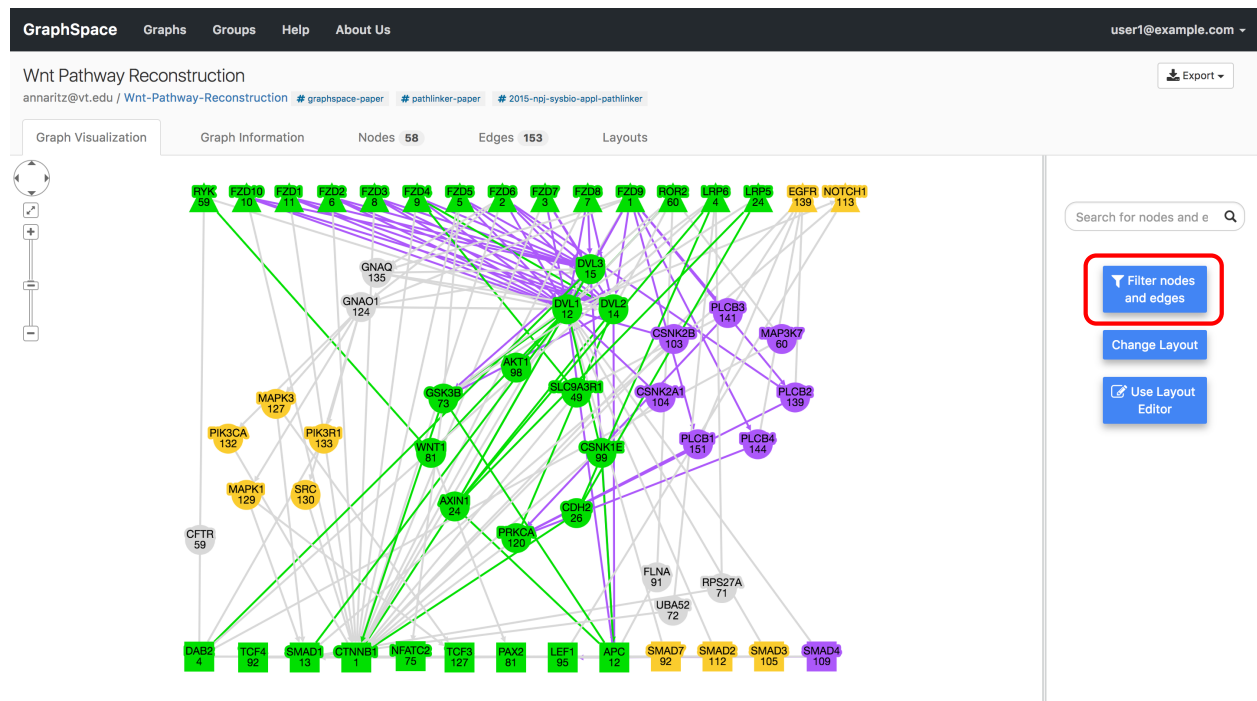 GraphSpace Graphs Groups Help About Us user1@example.com
Wnt Pathway Reconstruction Export
annaritz@vt.edu / Wnt-Pathway-Reconstruction # graphspace-paper # pathlinker-paper # 2015-npj-sysbio-appl-pathlinker
Graph Visualization Graph Information Nodes 58 Edges 153 Layouts
RYK FZD10 FZD1 FZD2 FZD3 FZD4 FZD5 FZD6 FZD7 FZD8 FZD9 ROR2 LRP6 LRP5 EGFR NOTCH1
59 10 11 6 8 9 5 2 3 7 1 60 4 24 139 113
Search for nodes and e
GNAQ
135
DVL3
15
Filter nodes
and edges
GNAO1
124
DVL1
12
DVL2
14
PLCB3
141
CSNK2B
103
MAP3K7
60
Change Layout
AKT1
98
GSK3B
73
SLC9A3R1
49
CSNK2A1
104
PLCB2
139
Use Layout
Editor
MAPK3
127
PIK3CA
132
PIK3R1
133
WNT1
81
CSNK1E
99
PLCB1
151
PLCB4
144
MAPK1
129
SRC
130
AXIN1
24
CDH2
26
CFTR
59
PRKCA
120
FLNA
91
RPS27A
71
UBA52
72
DAB2 TCF4 SMAD1 CTNNB1 NFATC2 TCF3 PAX2 LEF1 APC SMAD7 SMAD2 SMAD3 SMAD4
4 92 13 1 75 127 81 95 12 92 112 105 109